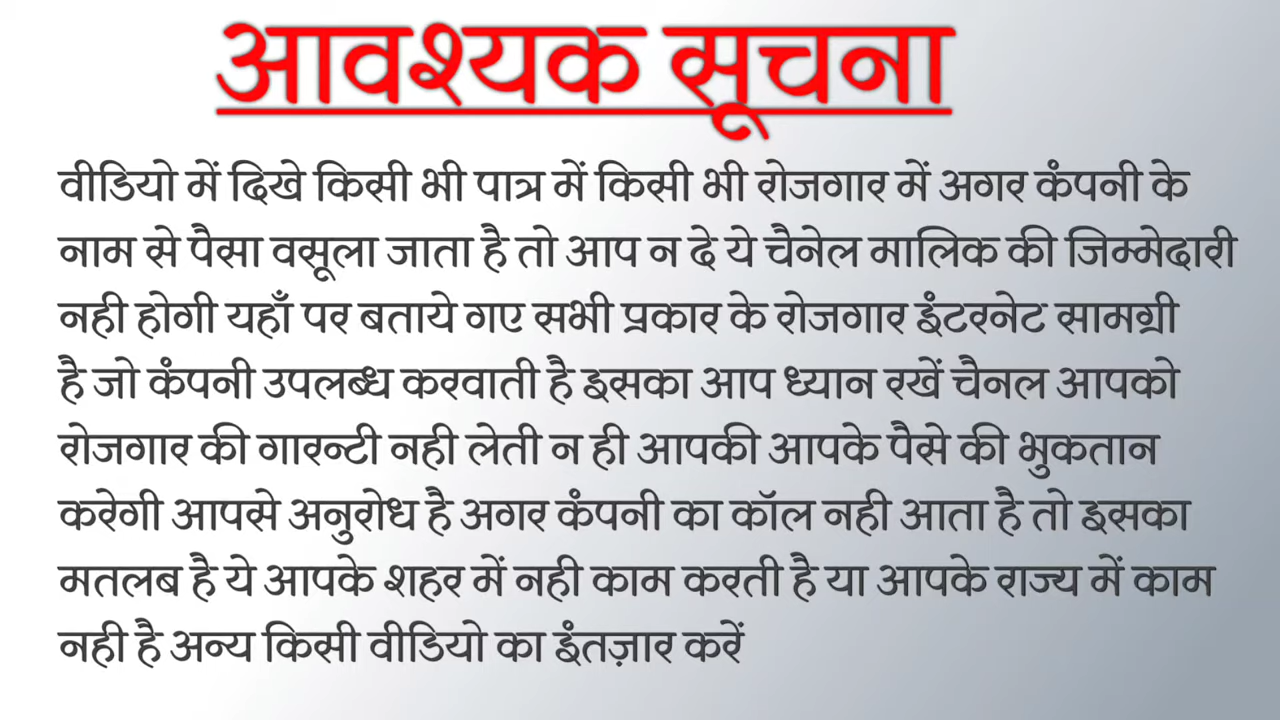 आवश्यक सूचना
वीडियो में दिखे किसी भी पात्र में किसी भी रोजगार में अगर कंपनी के
नाम से पैसा वसूला जाता है तो आप न दे ये चैनेल मालिक की जिम्मेदारी
नही होगी यहाँ पर बताये गए सभी प्रकार के रोजगार इंटरनेट सामग्री
है जो कंपनी उपलब्ध करवाती है इसका आप ध्यान रखें चैनल आपको
रोजगार की गारन्टी नही लेती न ही आपकी आपके पैसे की भुकतान
करेगी आपसे अनुरोध है अगर कंपनी का कॉल नही आता है तो इसका
मतलब है ये आपके शहर में नही काम करती है या आपके राज्य में काम
नही है अन्य किसी वीडियो का इंतज़ार करें